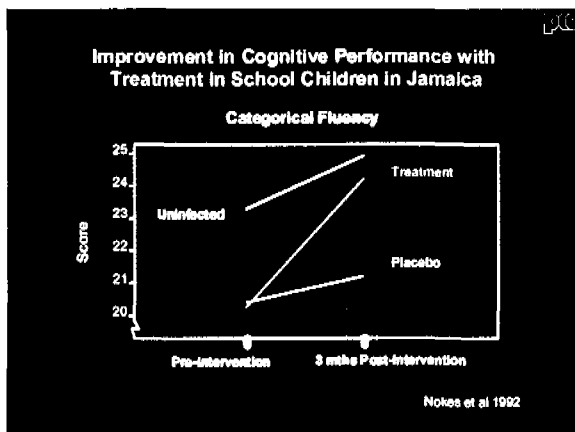 pcd
Improvement in Cognitive Performance with
Treatment in School Children in Jamaica
Categorical Fluency
25
24
23
22
21
20
Score
Uninfected
Treatment
Placebo
Pre-Intervention
3 mths Post-Intervention
Nokes et al 1992